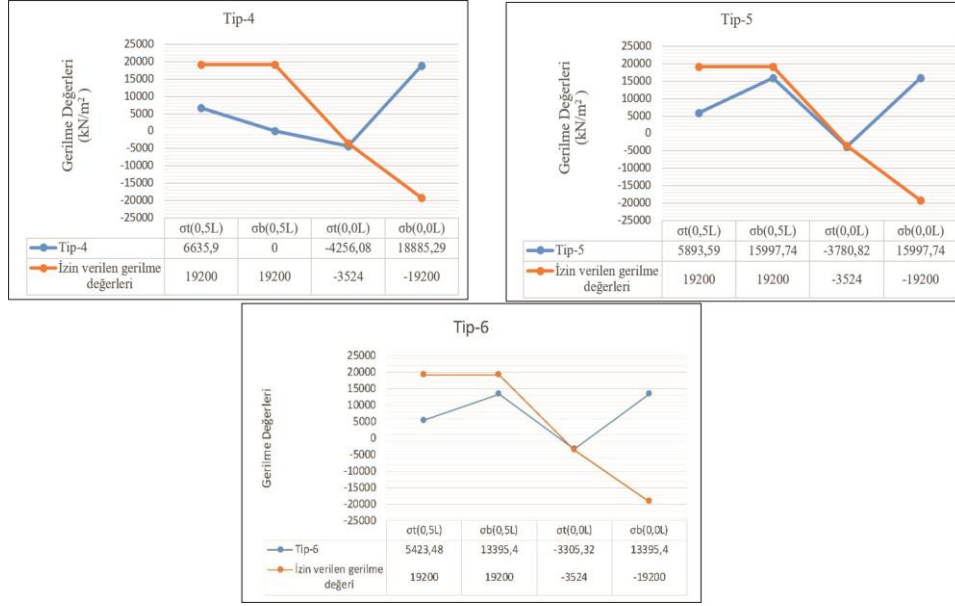 Tip-4
Gerilme Değerleri
(kN/m²)
25000
20000
15000
10000
5000
0
-5000
-10000
-15000
-20000
-25000
σt(0,5L) σb(0,5L) σt(0,0L) σb(0,0L)
Tip-4 6635,9 0 -4256,08 18885,29
İzin verilen gerilme
değerleri 19200 19200 -3524 -19200
Tip-5
Gerilme Değerleri
(kN/m²)
25000
20000
15000
10000
5000
0
-5000
-10000
-15000
-20000
-25000
σt(0,5L) σb(0,5L) σt(0,0L) σb(0,0L)
Tip-5 5893,59 15997,74 -3780,82 15997,74
İzin verilen gerilme
değerleri 19200 19200 -3524 -19200
Tip-6
Gerilme Değerleri
25000
20000
15000
10000
5000
0
-5000
-10000
-15000
-20000
-25000
σt(0,5L) σb(0,5L) σt(0,0L) σb(0,0L)
Tip-6 5423,48 13395,4 -3305,32 13395,4
İzin verilen gerilme
değeri 19200 19200 -3524 -19200